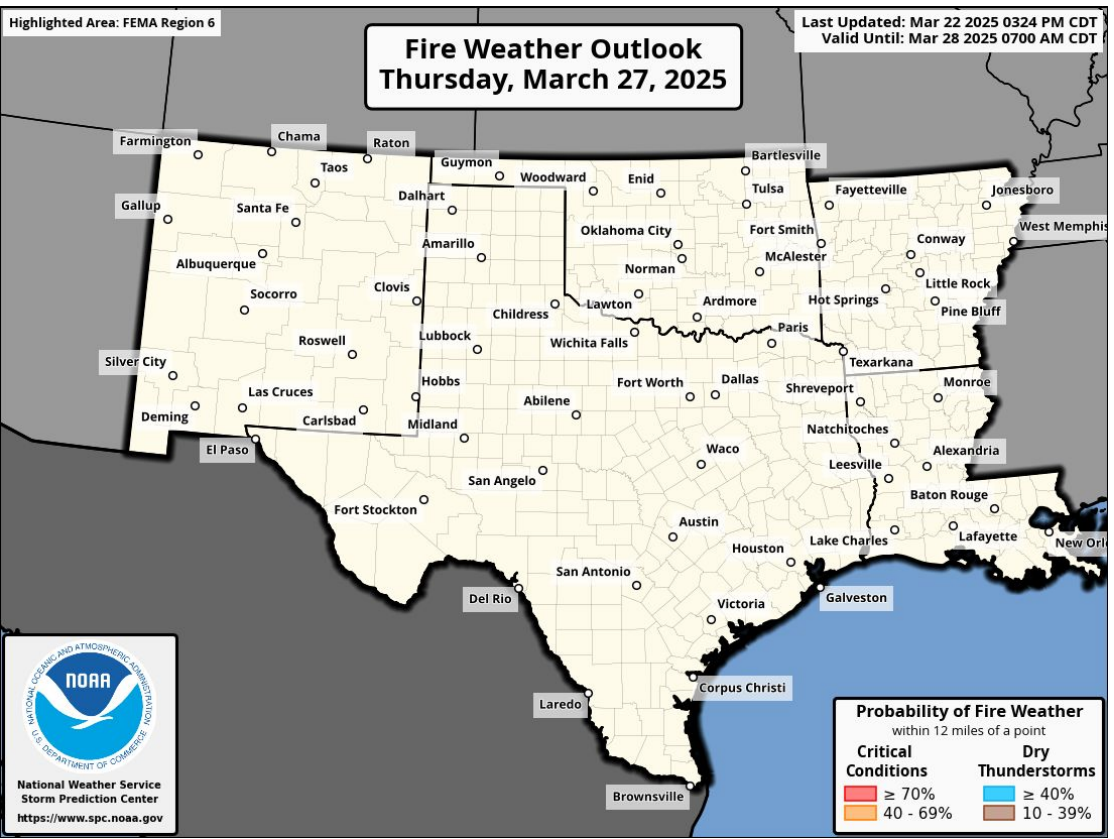 Highlighted Area: FEMA Region 6
Fire Weather Outlook
Thursday, March 27, 2025
Last Updated: Mar 22 2025 0324 PM CDT
Valid Until: Mar 28 2025 0700 AM CDT
Farmington
Chama
Raton
Taos
Guymon
Woodward
Enid
Bartlesville
Tulsa
Dalhart
Fayetteville
Jonesboro
Gallup
Santa Fe
Oklahoma City
Fort Smith
West Memphis
Amarillo
Conway
Albuquerque
Norman
McAlester
Socorro
Clovis
Little Rock
Childress
Lawton
Ardmore
Hot Springs
Pine Bluff
Roswell
Lubbock
Wichita Falls
Paris
Silver City
Texarkana
Hobbs
Fort Worth
Dallas
Shreveport
Monroe
Las Cruces
Abilene
Deming
Carlsbad
Midland
Natchitoches
El Paso
Waco
Alexandria
San Angelo
Leesville
Fort Stockton
Baton Rouge
Austin
Lake Charles
Lafayette
New Orl
Houston
San Antonio
Del Rio
Victoria
Galveston
Laredo
Corpus Christi
Brownsville
NATIONAL OCEANIC AND ATMOSPHERIC ADMINISTRATION
NOAA
U.S. DEPARTMENT OF COMMERCE
National Weather Service
Storm Prediction Center
https://www.spc.noaa.gov
Probability of Fire Weather
within 12 miles of a point
Critical Conditions
≥ 70%
40 - 69%
Dry Thunderstorms
≥ 40%
10 - 39%